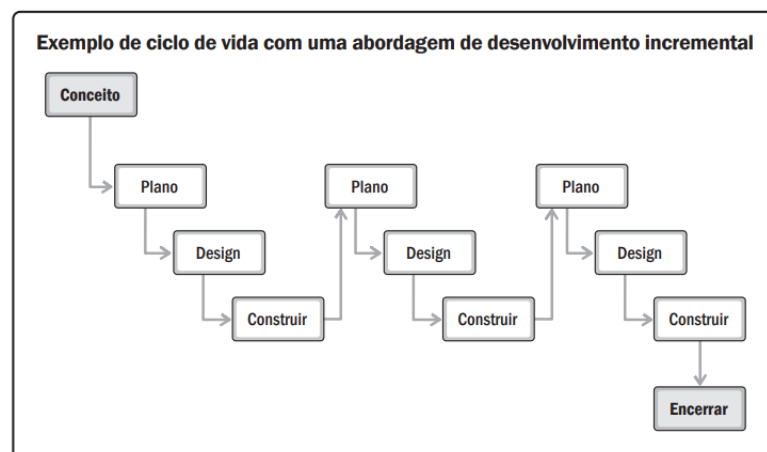 Exemplo de ciclo de vida com uma abordagem de desenvolvimento incremental
Conceito
Plano
Plano
Plano
Design
Design
Design
Construir
Construir
Construir
Encerrar